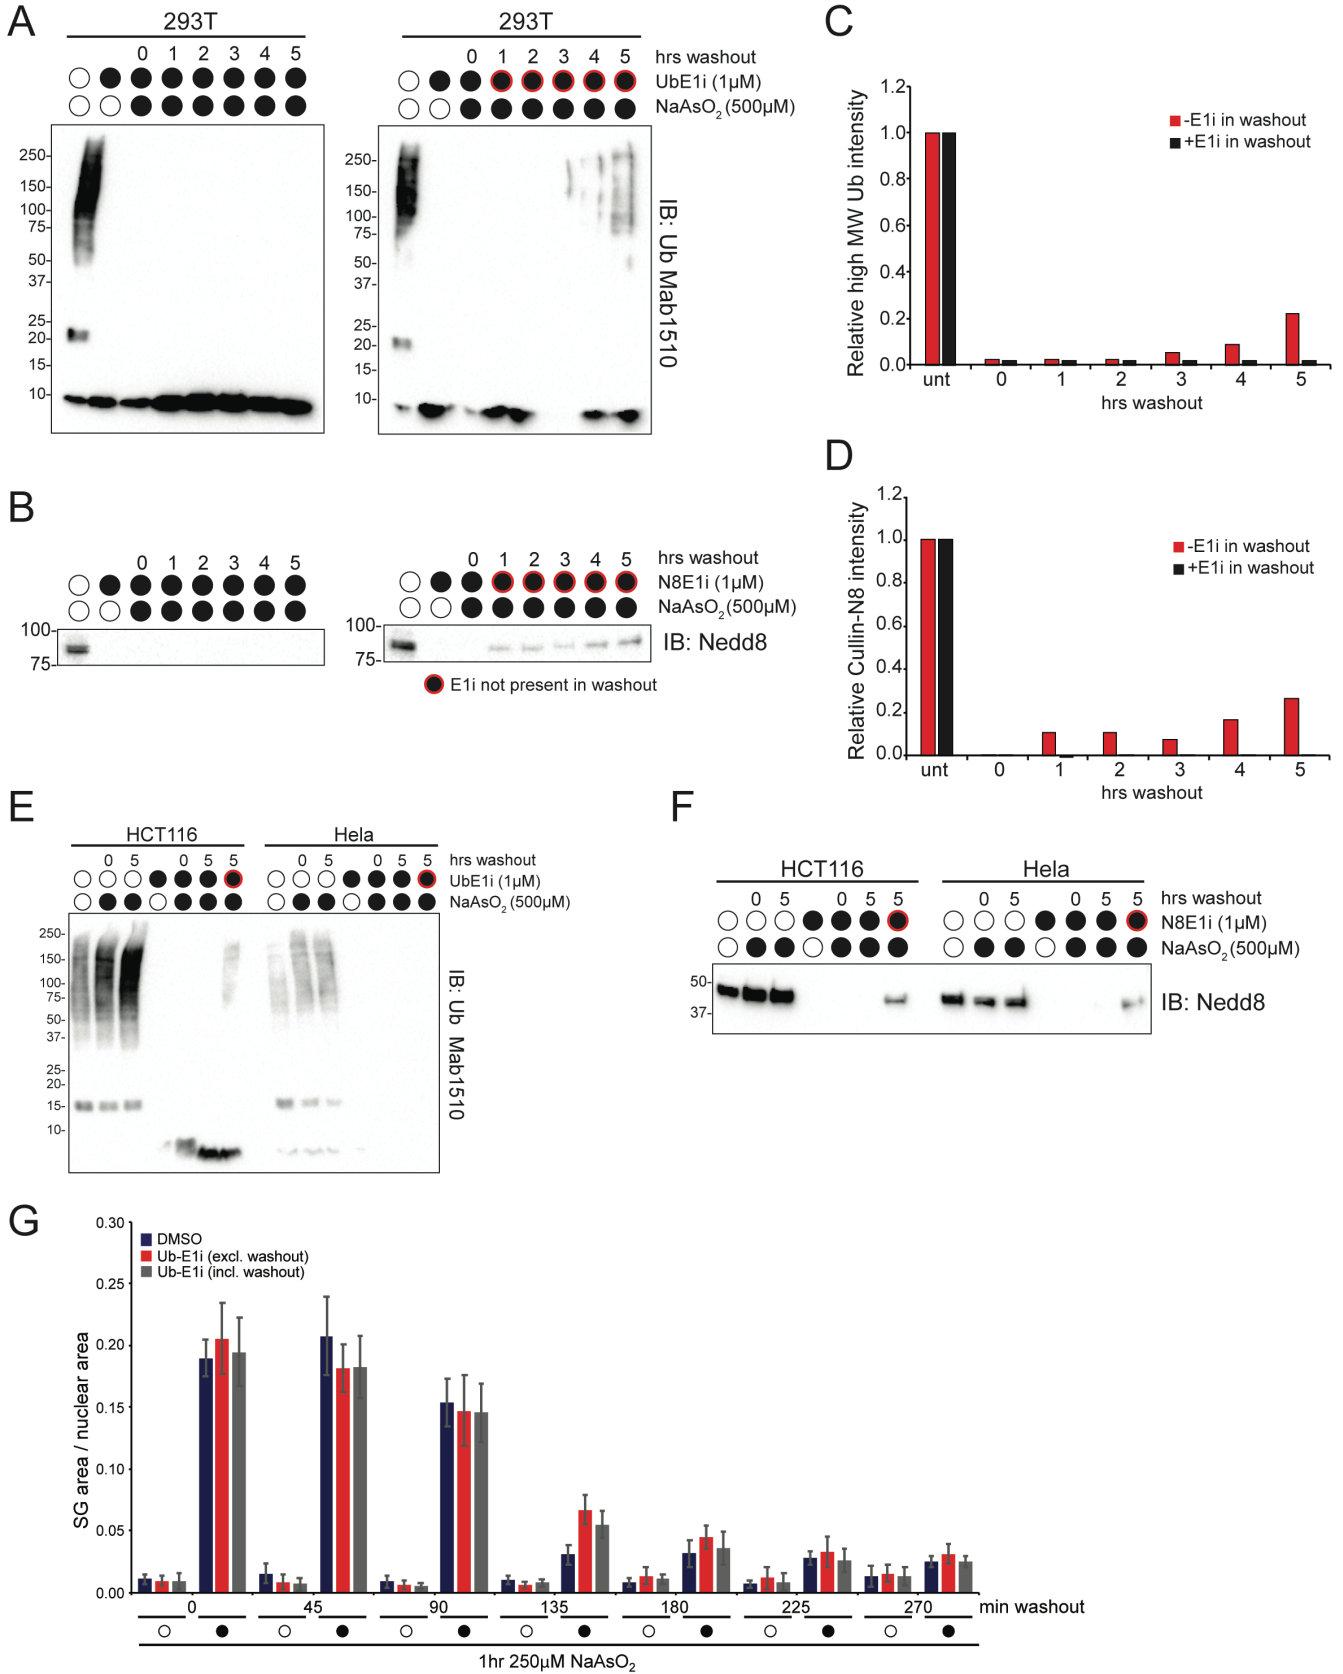 A
293T
0 1 2 3 4 5
250-
150-
100-
75-
50-
37-
25-
20-
15-
10-
293T
0 1 2 3 4 5 hrs washout
UbE1i (1µM)
NaAsO2 (500µM)
250-
150-
100-
75-
50-
37-
25-
20-
15-
10-
IB: Ub Mab1510
B
0 1 2 3 4 5
100-
75-
0 1 2 3 4 5 hrs washout
N8E1i (1µM)
NaAsO2 (500µM)
100-
75-
IB: Nedd8
E1i not present in washout
C
Relative high MW Ub intensity
1.2
1.0
0.8
0.6
0.4
0.2
0.0
-E1i in washout
+E1i in washout
unt 0 1 2 3 4 5
hrs washout
D
Relative Cullin-N8 intensity
1.2
1.0
0.8
0.6
0.4
0.2
0.0
-E1i in washout
+E1i in washout
unt 0 1 2 3 4 5
hrs washout
E
HCT116 Hela
0 5 0 5 5 0 5 0 5 5 hrs washout
UbE1i (1µM)
NaAsO2 (500µM)
250-
150-
100-
75-
50-
37-
25-
20-
15-
10-
IB: Ub Mab1510
F
HCT116 Hela
0 5 0 5 5 0 5 0 5 5 hrs washout
N8E1i (1µM)
NaAsO2 (500µM)
50-
37-
IB: Nedd8
G
SG area / nuclear area
0.30
0.25
0.20
0.15
0.10
0.05
0.00
DMSO
Ub-E1i (excl. washout)
Ub-E1i (incl. washout)
0 45 90 135 180 225 270 min washout
1hr 250µM NaAsO2